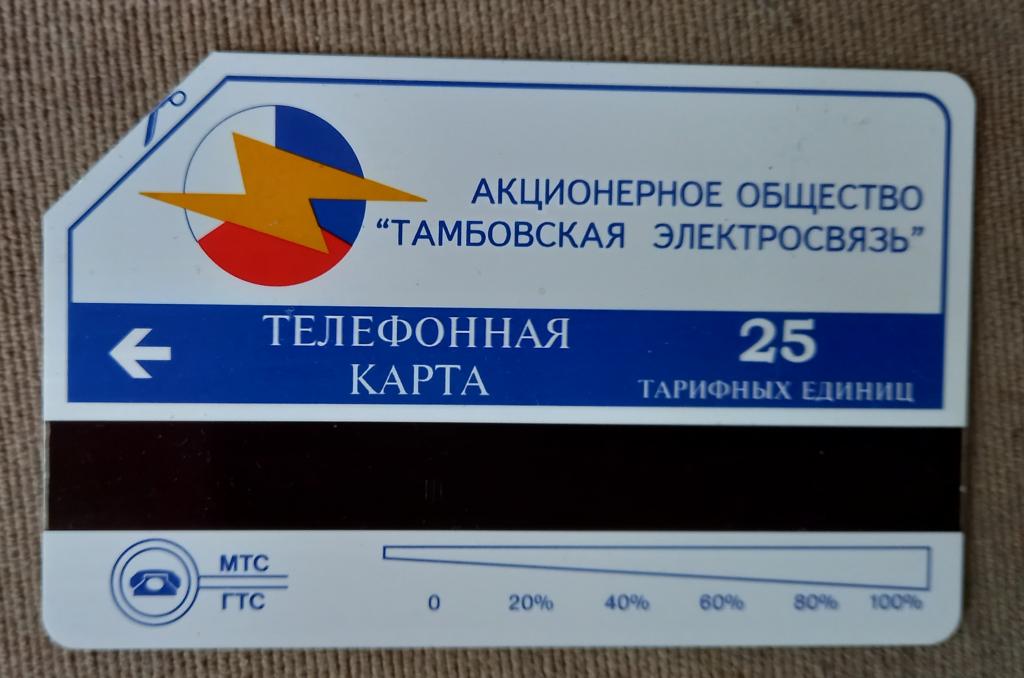 АКЦИОНЕРНОЕ ОБЩЕСТВО
“ТАМБОВСКАЯ ЭЛЕКТРОСВЯЗЬ”
ТЕЛЕФОННАЯ
КАРТА
25
ТАРИФНЫХ ЕДИНИЦ
МТС
ГТС
0 20% 40% 60% 80% 100%